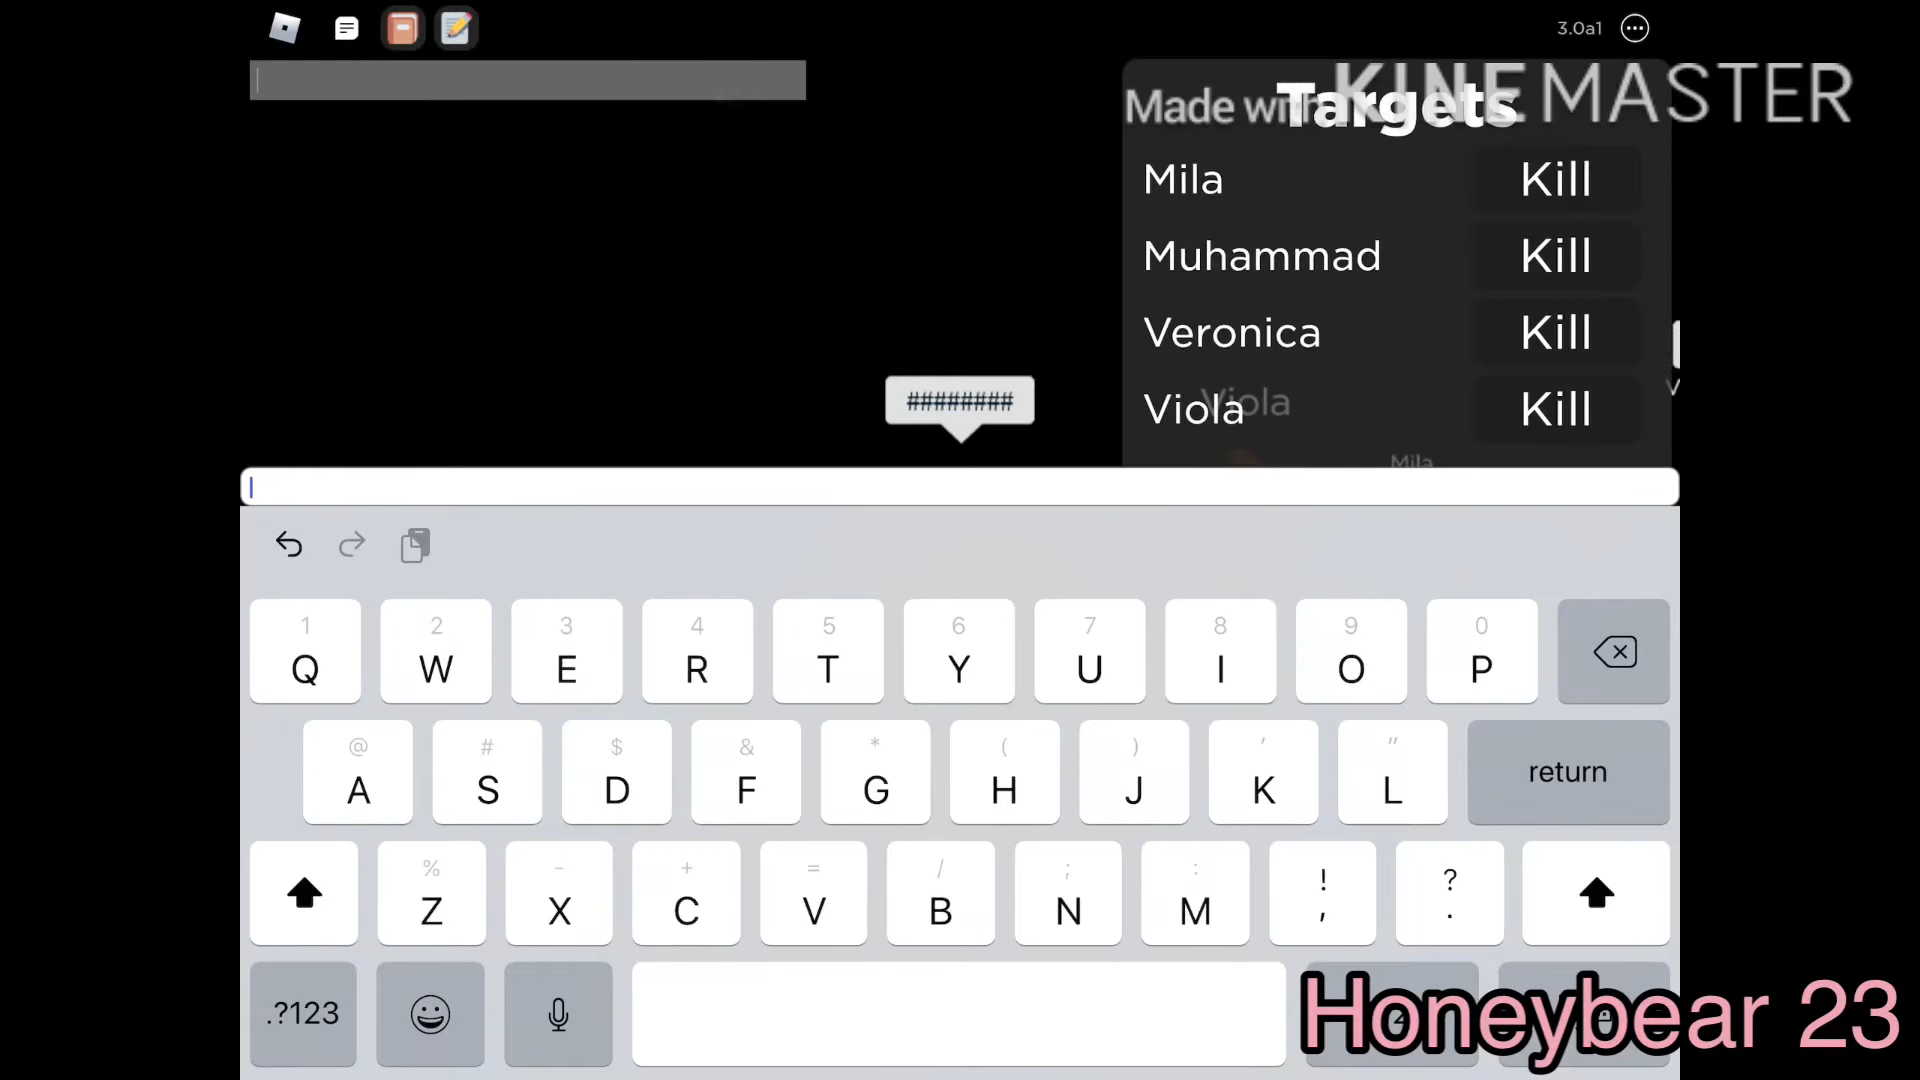 3.0a1
Made with KINEMASTER
Targets
Mila Kill
Muhammad Kill
Veronica Kill
Viola Kill
Viola
########
Mila
1 2 3 4 5 6 7 8 9 0
Q W E R T Y U I O P
@ # $ & * ( ) ' "
A S D F G H J K L return
% - + = / ; : ! ?
Z X C V B N M , .
.?123
Honeybear 23